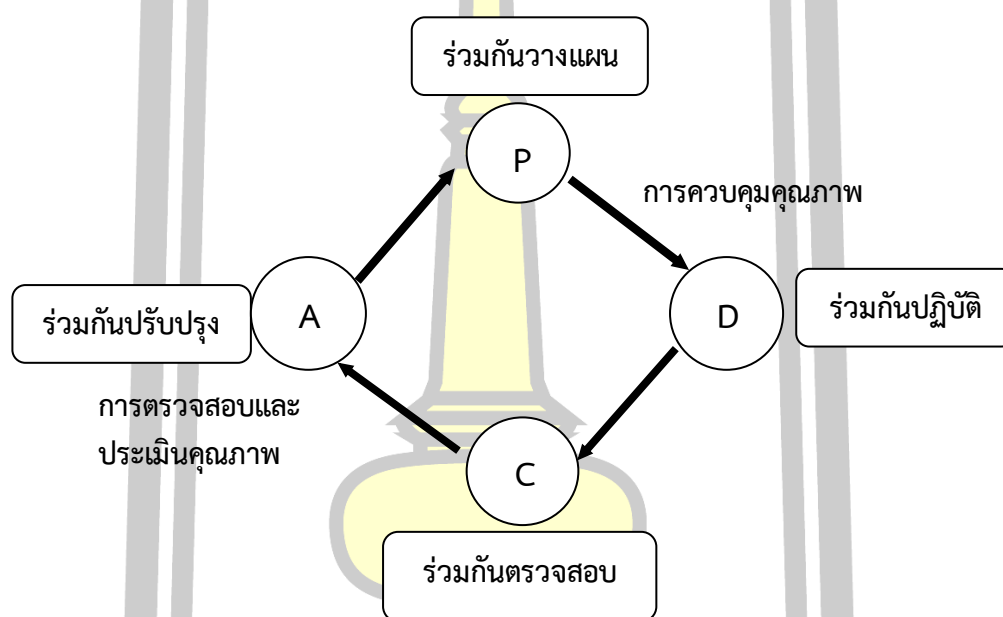 ร่วมกันวางแผน
P
การควบคุมคุณภาพ
A
D
ร่วมกันปรับปรุง
ร่วมกันปฏิบัติ
การตรวจสอบและ
ประเมินคุณภาพ
C
ร่วมกันตรวจสอบ